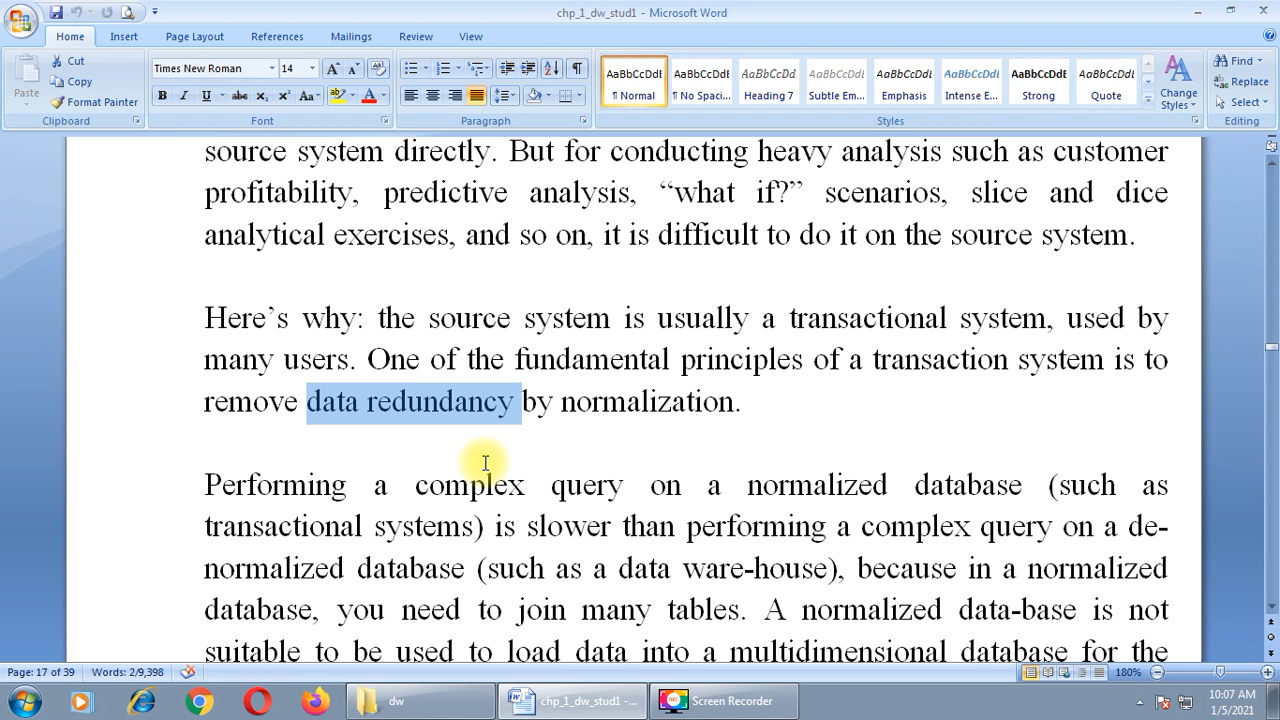 chp_1_dw_stud1 - Microsoft Word
Home Insert Page Layout References Mailings Review View
Cut
Copy
Format Painter
Paste
Clipboard
Times New Roman 14
B I U abc x₂ x² Aa A
Font
Paragraph
AaBbCcDdE AaBbCcDdE AaBbCcDd. AaBbCcDdE AaBbCcDdE AaBbCcDdE AaBbCcDdE AaBbCcDdE
¶ Normal ¶ No Spaci... Heading 7 Subtle Em... Emphasis Intense E... Strong Quote
Styles
Change
Styles
Find
Replace
Select
Editing
source system directly. But for conducting heavy analysis such as customer
profitability, predictive analysis, “what if?” scenarios, slice and dice
analytical exercises, and so on, it is difficult to do it on the source system.
Here’s why: the source system is usually a transactional system, used by
many users. One of the fundamental principles of a transaction system is to
remove data redundancy by normalization.
Performing a complex query on a normalized database (such as
transactional systems) is slower than performing a complex query on a de-
normalized database (such as a data ware-house), because in a normalized
database, you need to join many tables. A normalized data-base is not
suitable to be used to load data into a multidimensional database for the
Page: 17 of 39 Words: 2/9,398 180%
dw chp_1_dw_stud1 -... Screen Recorder
10:07 AM
1/5/2021